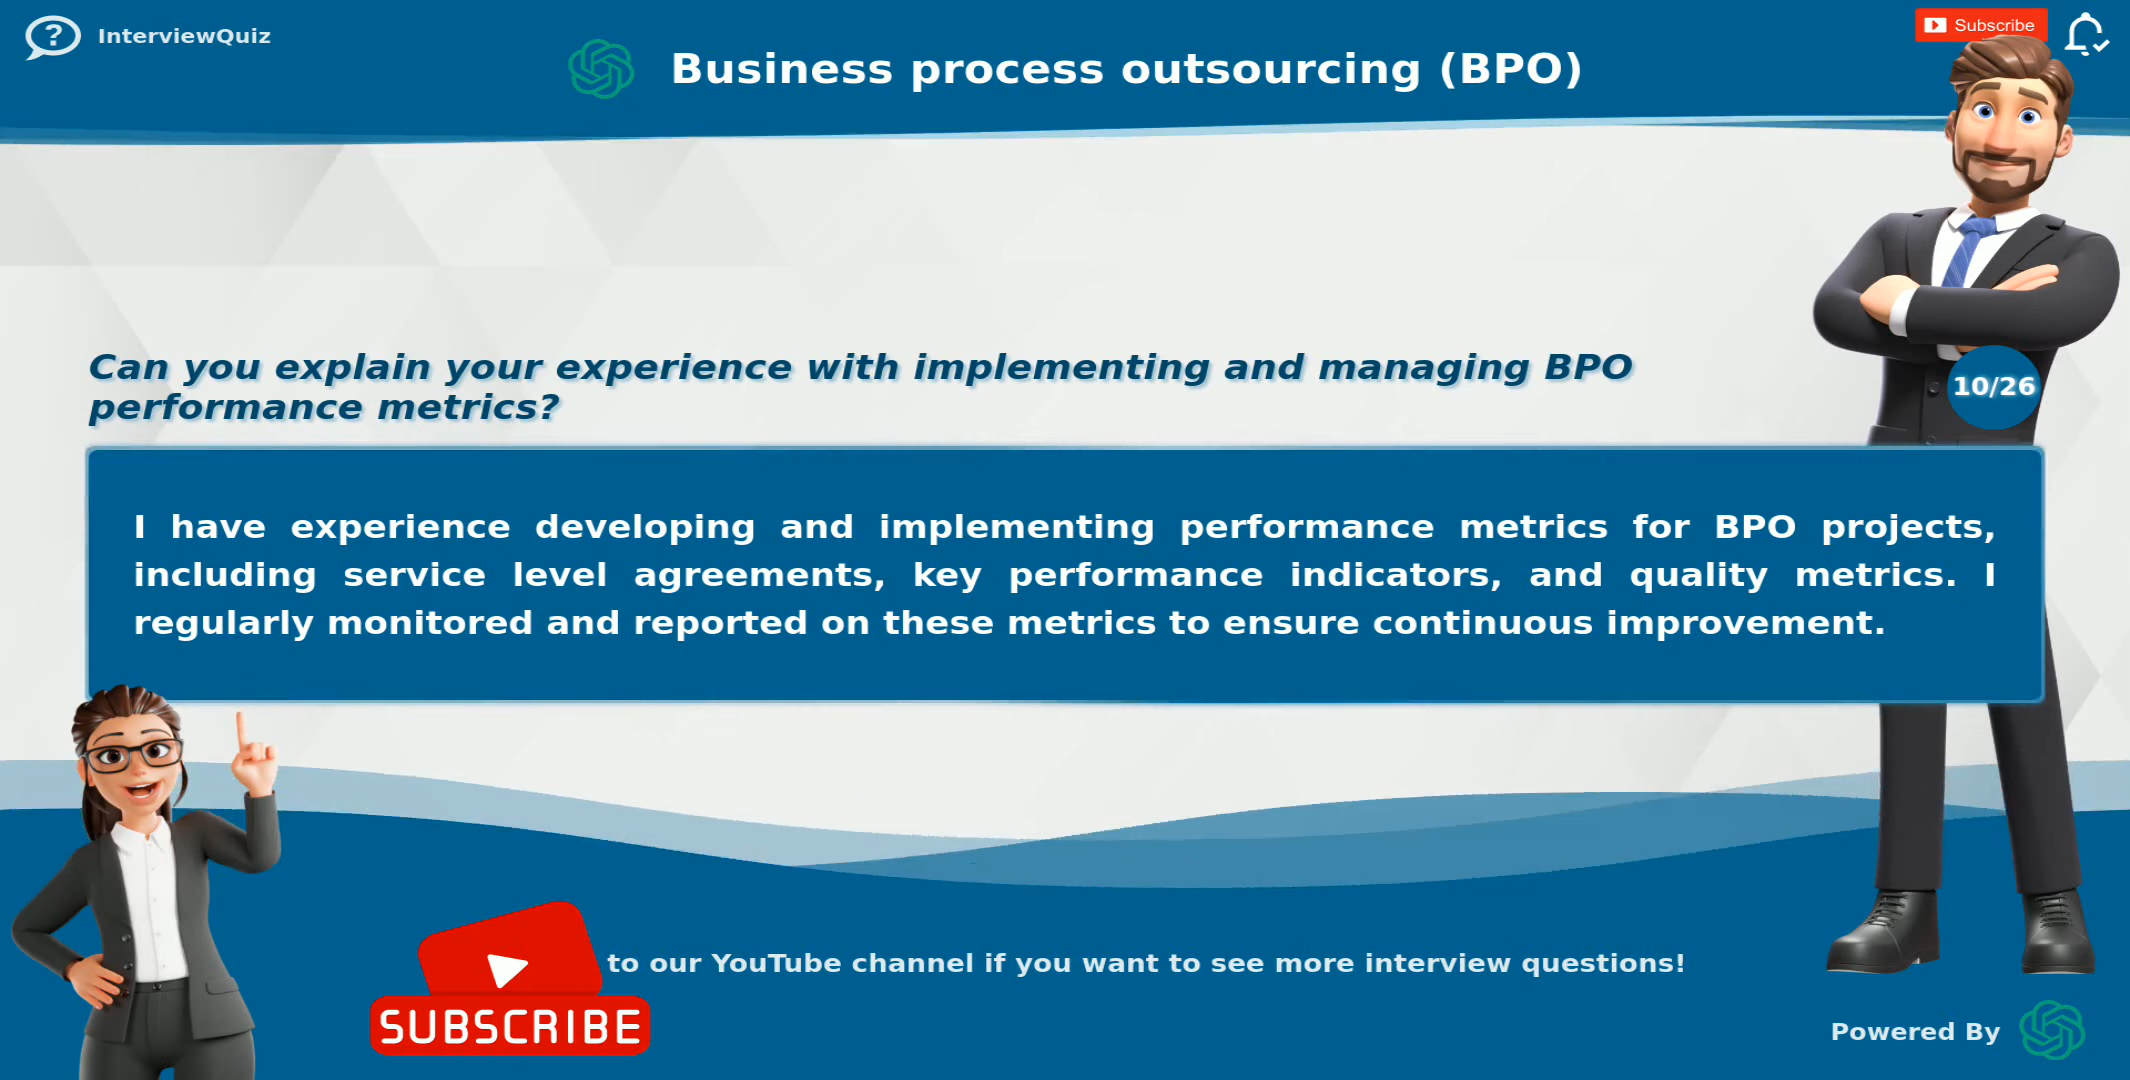 InterviewQuiz
Subscribe
Business process outsourcing (BPO)
Can you explain your experience with implementing and managing BPO
performance metrics?
10/26
I have experience developing and implementing performance metrics for BPO projects,
including service level agreements, key performance indicators, and quality metrics. I
regularly monitored and reported on these metrics to ensure continuous improvement.
to our YouTube channel if you want to see more interview questions!
SUBSCRIBE
Powered By